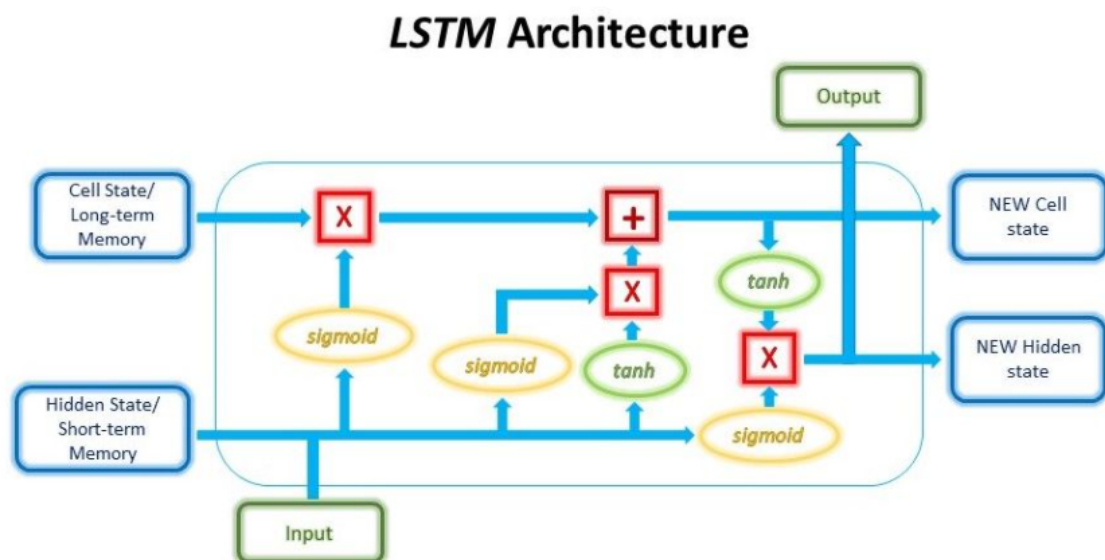 LSTM Architecture
Output
Cell State/
Long-term
Memory
X
+
NEW Cell
state
tanh
X
sigmoid
sigmoid
tanh
X
NEW Hidden
state
Hidden State/
Short-term
Memory
sigmoid
Input